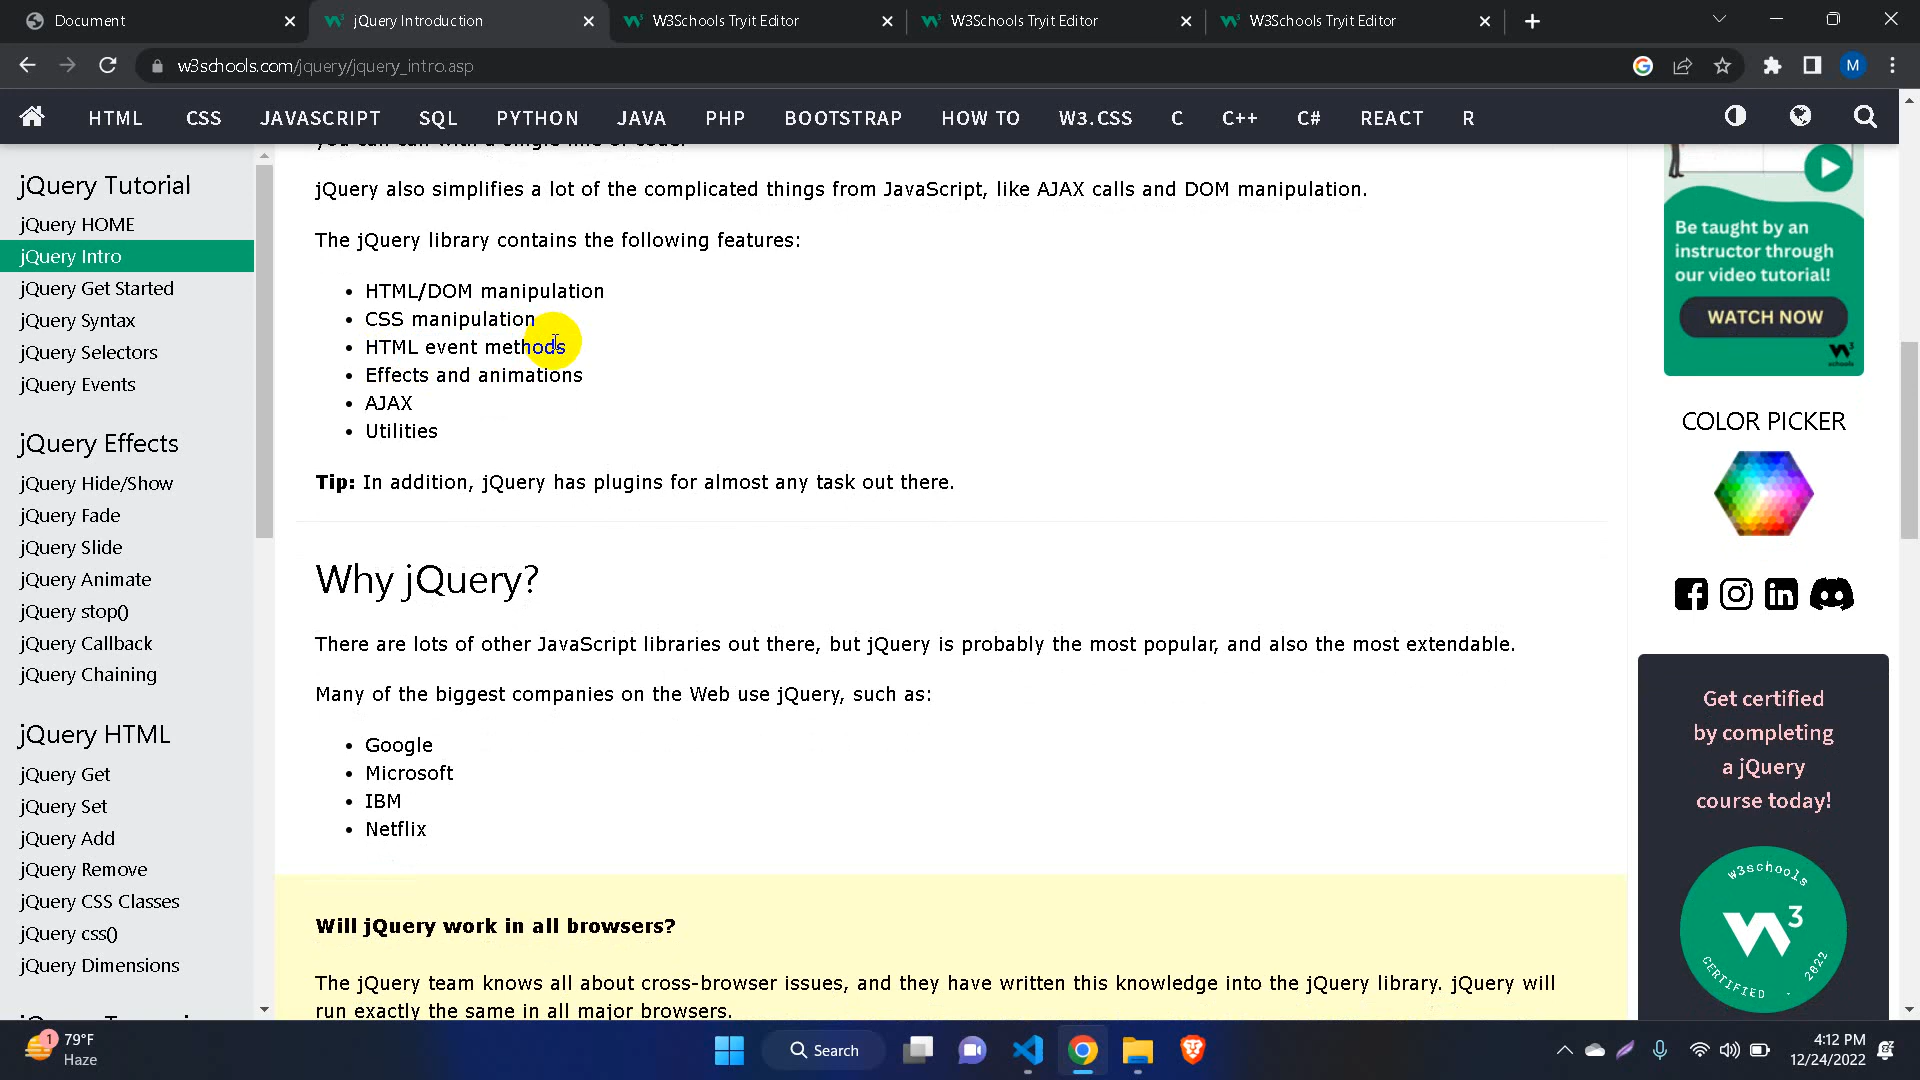 Document
jQuery Introduction
W3Schools Tryit Editor
W3Schools Tryit Editor
W3Schools Tryit Editor
w3schools.com/jquery/jquery_intro.asp
M
HTML CSS JAVASCRIPT SQL PYTHON JAVA PHP BOOTSTRAP HOW TO W3.CSS C C++ C# REACT R
jQuery Tutorial
jQuery HOME
jQuery Intro
jQuery Get Started
jQuery Syntax
jQuery Selectors
jQuery Events
jQuery Effects
jQuery Hide/Show
jQuery Fade
jQuery Slide
jQuery Animate
jQuery stop()
jQuery Callback
jQuery Chaining
jQuery HTML
jQuery Get
jQuery Set
jQuery Add
jQuery Remove
jQuery CSS Classes
jQuery css()
jQuery Dimensions
you can call with a single line of code.
jQuery also simplifies a lot of the complicated things from JavaScript, like AJAX calls and DOM manipulation.
The jQuery library contains the following features:
• HTML/DOM manipulation
• CSS manipulation
• HTML event methods
• Effects and animations
• AJAX
• Utilities
Tip: In addition, jQuery has plugins for almost any task out there.
Why jQuery?
There are lots of other JavaScript libraries out there, but jQuery is probably the most popular, and also the most extendable.
Many of the biggest companies on the Web use jQuery, such as:
• Google
• Microsoft
• IBM
• Netflix
Will jQuery work in all browsers?
The jQuery team knows all about cross-browser issues, and they have written this knowledge into the jQuery library. jQuery will
run exactly the same in all major browsers.
Be taught by an
instructor through
our video tutorial!
WATCH NOW
W3
schools
COLOR PICKER
Get certified
by completing
a jQuery
course today!
w3schools
W3
CERTIFIED . 2022
1
79°F
Haze
Search
4:12 PM
12/24/2022